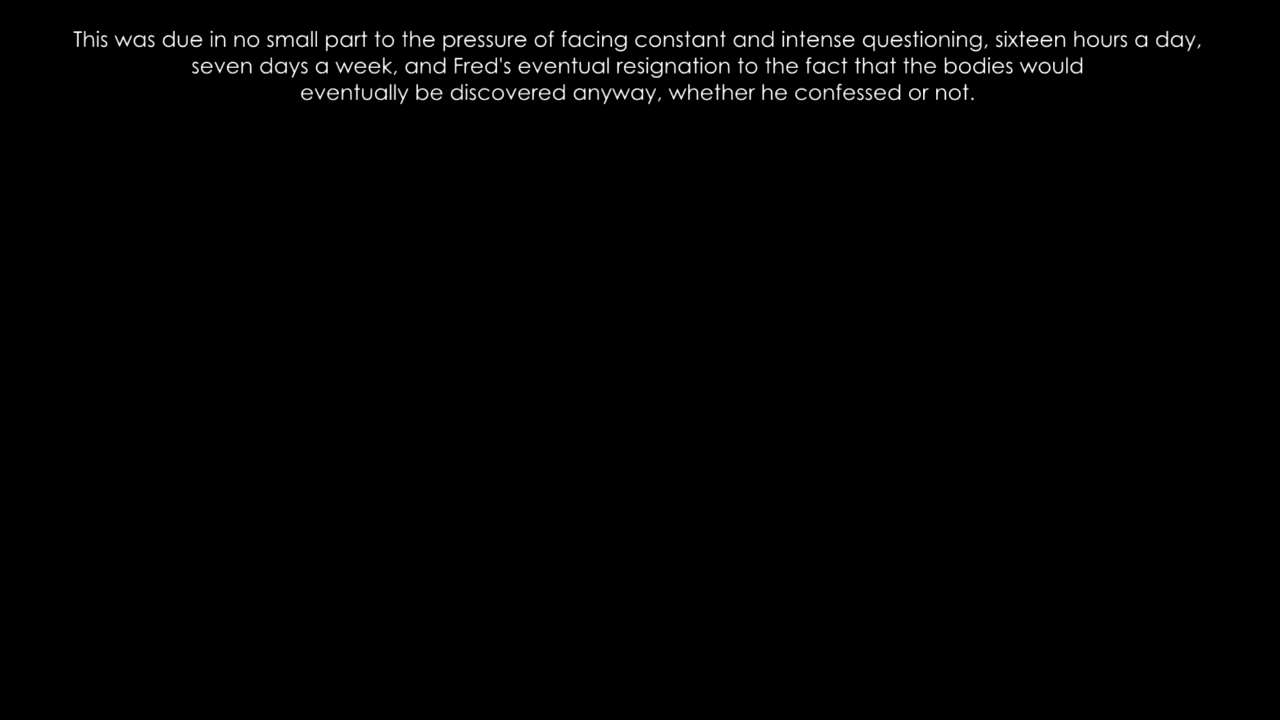 This was due in no small part to the pressure of facing constant and intense questioning, sixteen hours a day,
seven days a week, and Fred's eventual resignation to the fact that the bodies would
eventually be discovered anyway, whether he confessed or not.